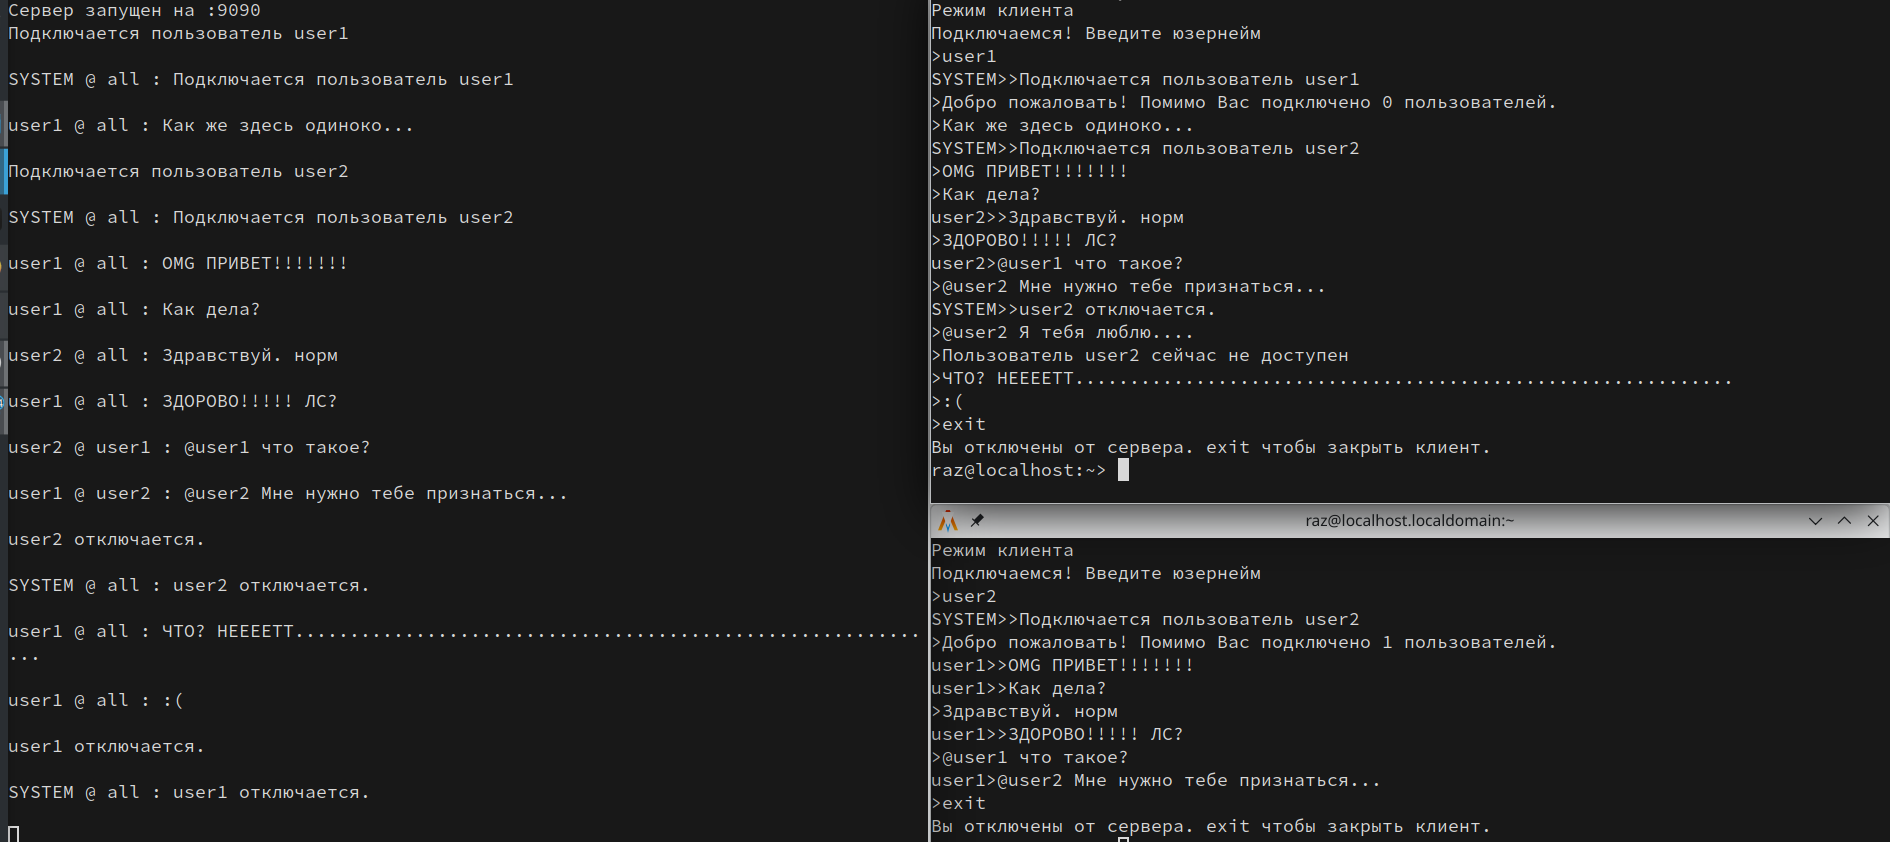 Сервер запущен на :9090
Подключается пользователь user1
SYSTEM @ all : Подключается пользователь user1
user1 @ all : Как же здесь одиноко...
Подключается пользователь user2
SYSTEM @ all : Подключается пользователь user2
user1 @ all : OMG ПРИВЕТ!!!!!!!
user1 @ all : Как дела?
user2 @ all : Здравствуй. норм
user1 @ all : ЗДОРОВО!!!!! ЛС?
user2 @ user1 : @user1 что такое?
user1 @ user2 : @user2 Мне нужно тебе признаться...
user2 отключается.
SYSTEM @ all : user2 отключается.
user1 @ all : ЧТО? НЕЕЕЕТТ.........................................................
...
user1 @ all : :(
user1 отключается.
SYSTEM @ all : user1 отключается.
Режим клиента
Подключаемся! Введите юзернейм
>user1
SYSTEM>>Подключается пользователь user1
>Добро пожаловать! Помимо Вас подключено 0 пользователей.
>Как же здесь одиноко...
SYSTEM>>Подключается пользователь user2
>OMG ПРИВЕТ!!!!!!!
>Как дела?
user2>>Здравствуй. норм
>ЗДОРОВО!!!!! ЛС?
user2>@user1 что такое?
>@user2 Мне нужно тебе признаться...
SYSTEM>>user2 отключается.
>@user2 Я тебя люблю....
>Пользователь user2 сейчас не доступен
>ЧТО? НЕЕЕЕТТ............................................................
>:(
>exit
Вы отключены от сервера. exit чтобы закрыть клиент.
raz@localhost:~>
raz@localhost.localdomain:~
Режим клиента
Подключаемся! Введите юзернейм
>user2
SYSTEM>>Подключается пользователь user2
>Добро пожаловать! Помимо Вас подключено 1 пользователей.
user1>>OMG ПРИВЕТ!!!!!!!
user1>>Как дела?
>Здравствуй. норм
user1>>ЗДОРОВО!!!!! ЛС?
>@user1 что такое?
user1>@user2 Мне нужно тебе признаться...
>exit
Вы отключены от сервера. exit чтобы закрыть клиент.